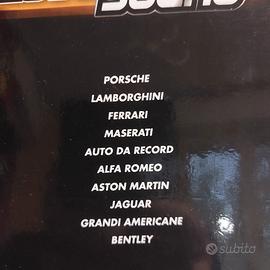 PORSCHE
LAMBORGHINI
FERRARI
MASERATI
AUTO DA RECORD
ALFA ROMEO
ASTON MARTIN
JAGUAR
GRANDI AMERICANE
BENTLEY
subito